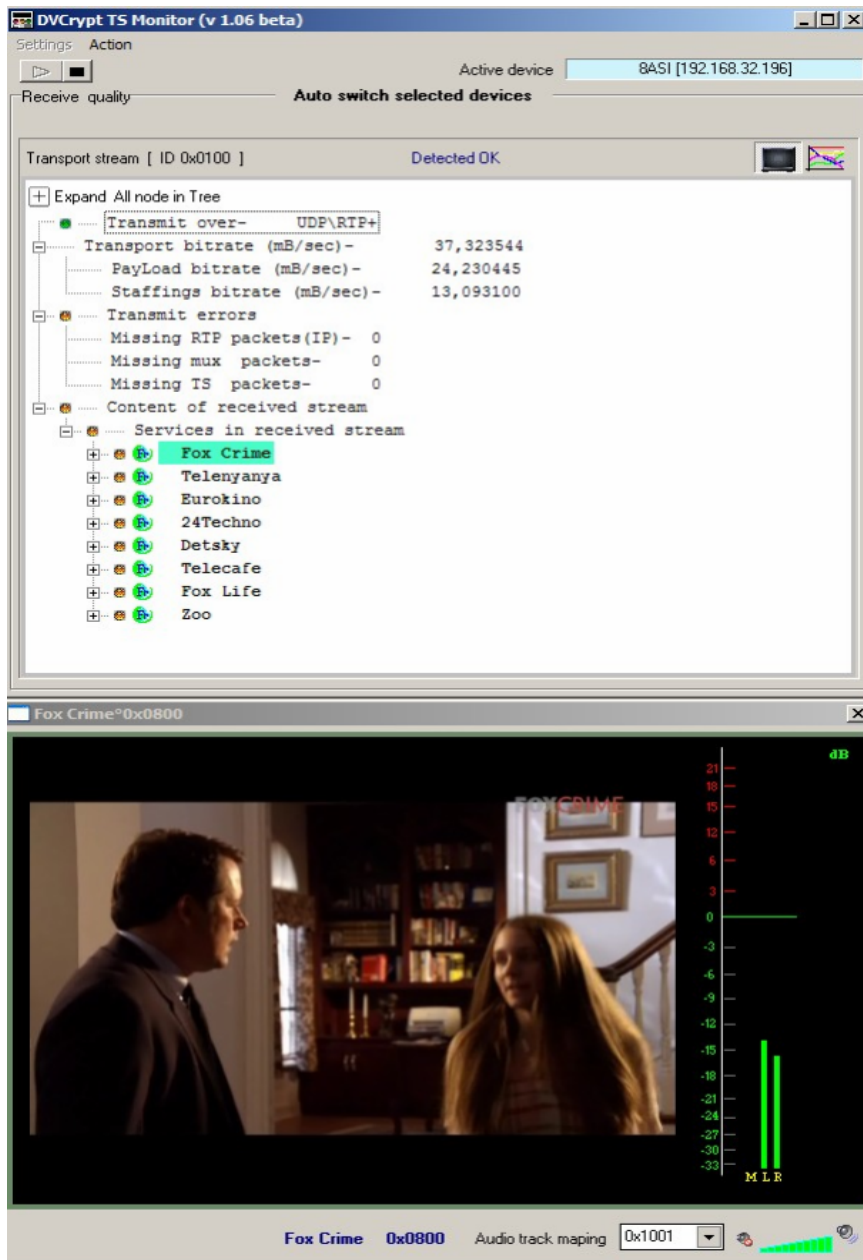 DVCrypt TS Monitor (v 1.06 beta)
Settings Action
Active device 8ASI [192.168.32.196]
Receive quality Auto switch selected devices
Transport stream [ ID 0x0100 ] Detected OK
Expand All node in Tree
Transmit over- UDP\RTP+
Transport bitrate (mB/sec)- 37,323544
PayLoad bitrate (mB/sec)- 24,230445
Staffings bitrate (mB/sec)- 13,093100
Transmit errors
Missing RTP packets(IP)- 0
Missing mux packets- 0
Missing TS packets- 0
Content of received stream
Services in received stream
Fox Crime
Telenyanya
Eurokino
24Techno
Detsky
Telecafe
Fox Life
Zoo
Fox Crime°0x0800
dB
FOXCRIME
21
18
15
12
6
3
0
-3
-6
-9
-12
-15
-18
-21
-24
-27
-30
-33
M L R
Fox Crime 0x0800 Audio track maping 0x1001